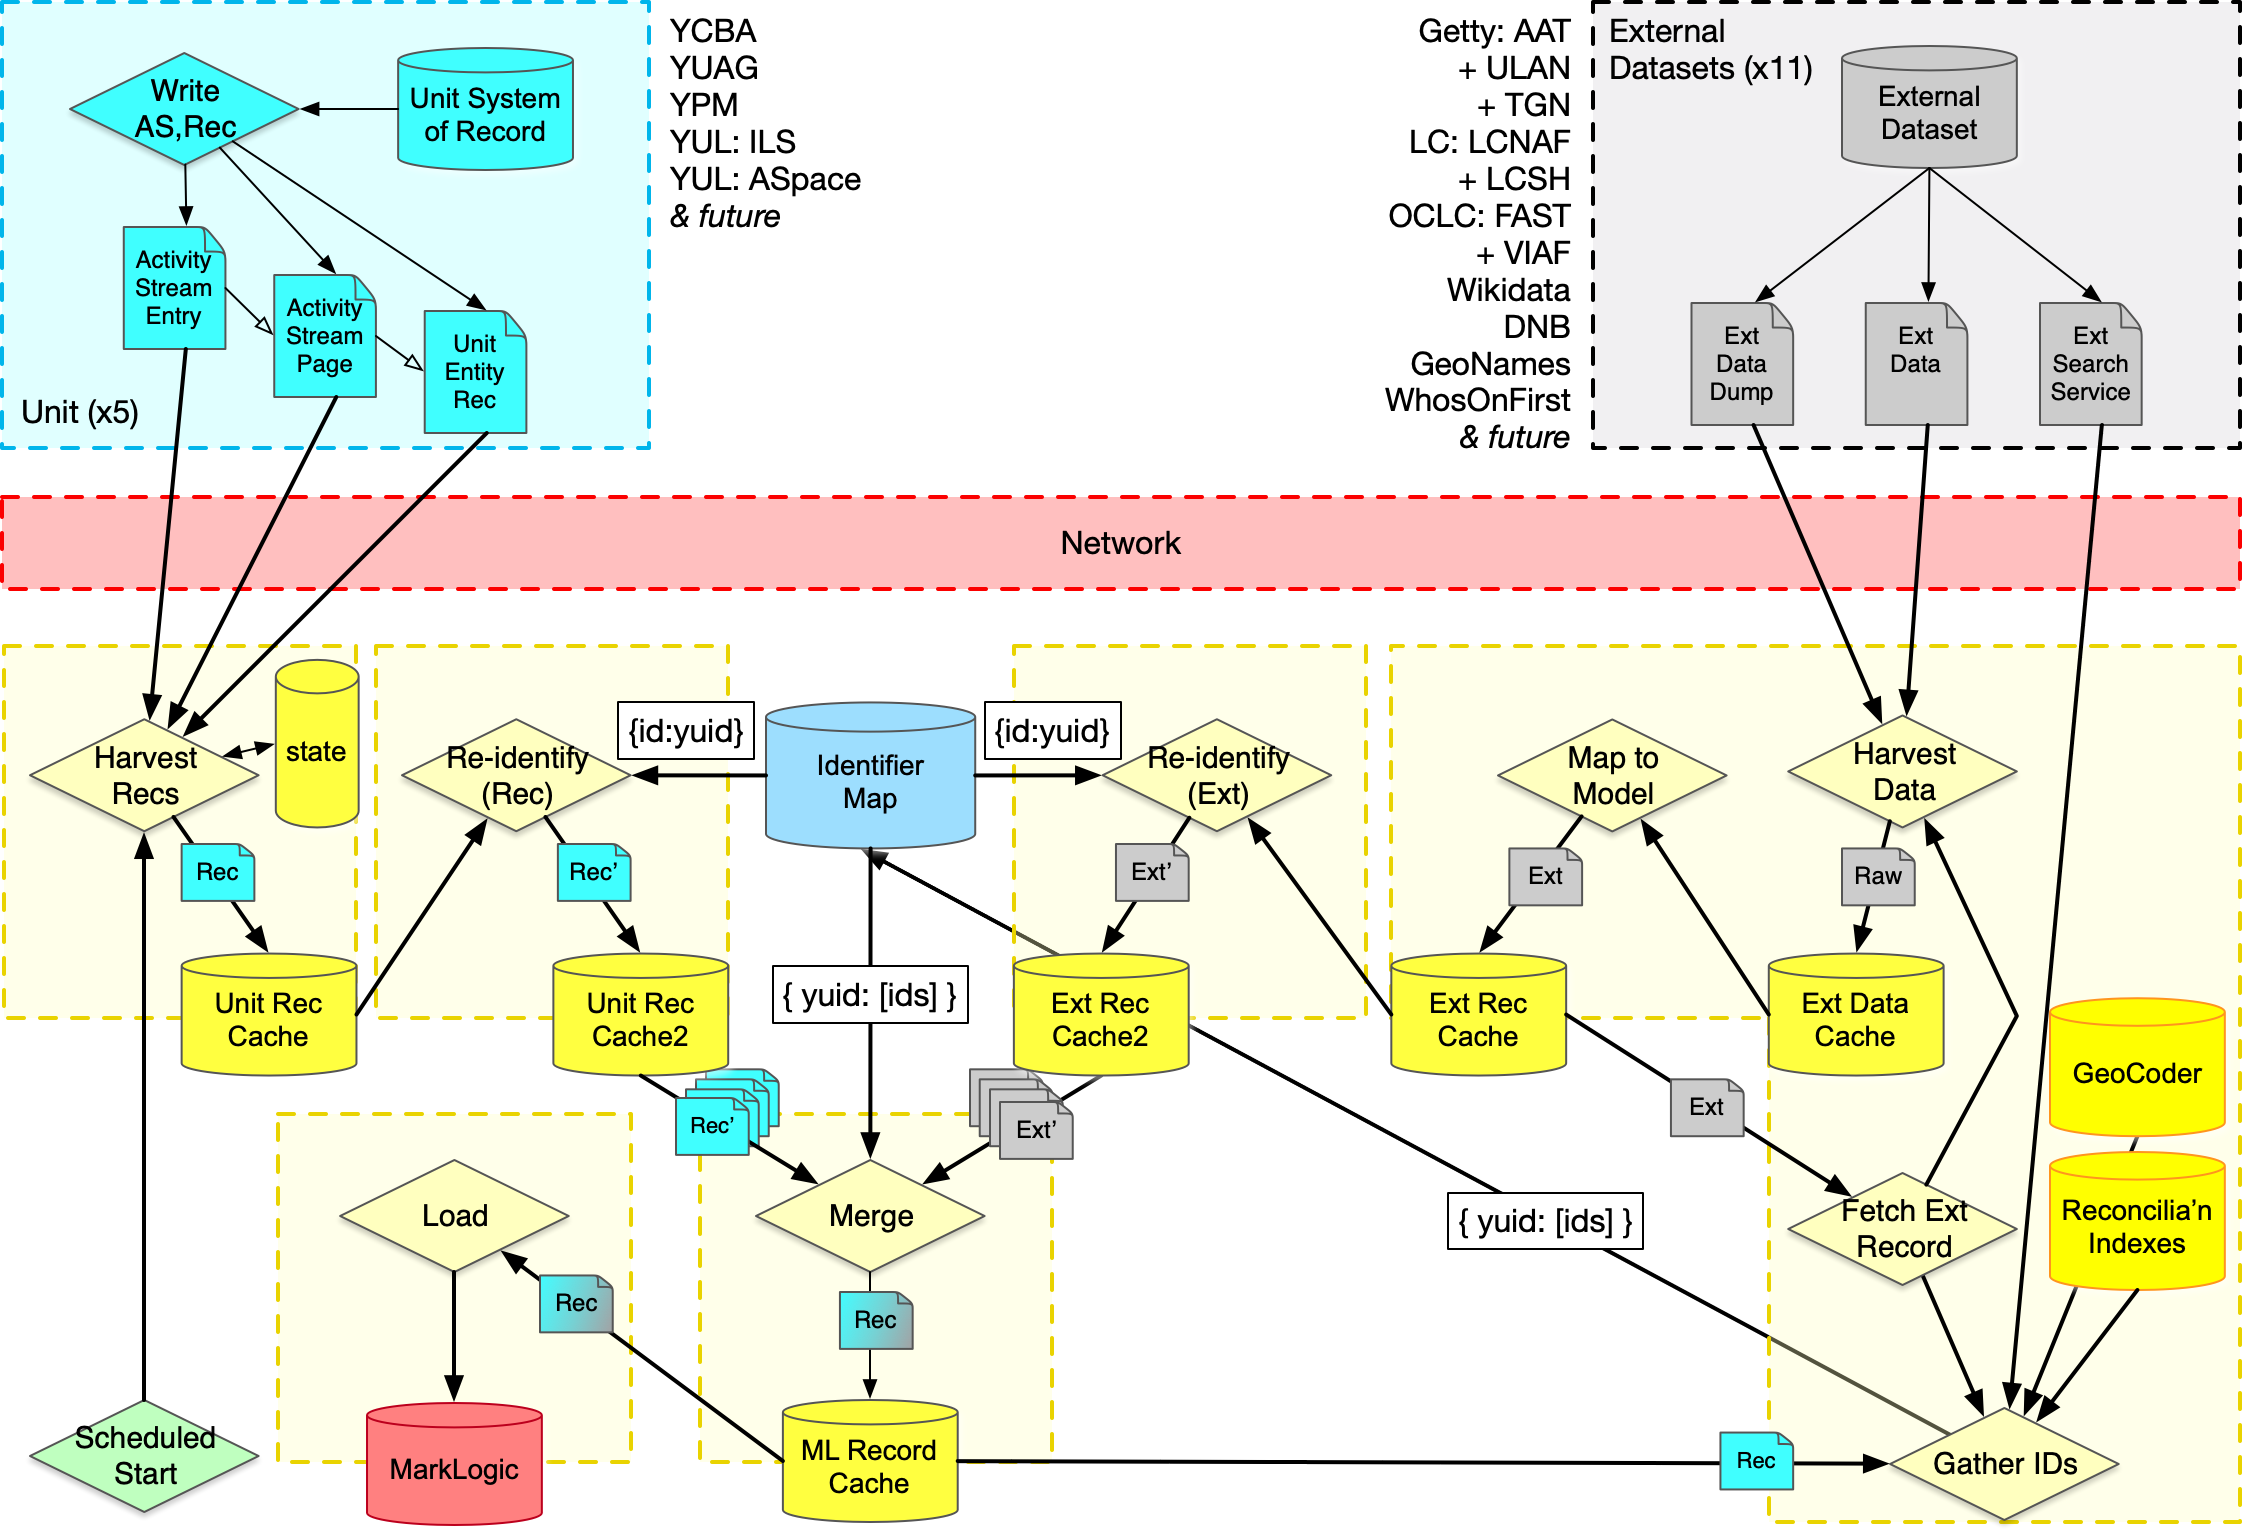 Write
AS,Rec
Unit System
of Record
Activity
Stream
Entry
Activity
Stream
Page
Unit
Entity
Rec
Unit (x5)
YCBA
YUAG
YPM
YUL: ILS
YUL: ASpace
& future
Getty: AAT
+ ULAN
+ TGN
LC: LCNAF
+ LCSH
OCLC: FAST
+ VIAF
Wikidata
DNB
GeoNames
WhosOnFirst
& future
External
Datasets (x11)
External
Dataset
Ext
Data
Dump
Ext
Data
Ext
Search
Service
Network
Harvest
Recs
state
Re-identify
(Rec)
{id:yuid}
Identifier
Map
{id:yuid}
Re-identify
(Ext)
Map to
Model
Harvest
Data
Rec
Rec’
Ext’
Ext
Raw
Unit Rec
Cache
Unit Rec
Cache2
{ yuid: [ids] }
Ext Rec
Cache2
Ext Rec
Cache
Ext Data
Cache
GeoCoder
Rec’
Ext’
Ext
Load
Merge
{ yuid: [ids] }
Fetch Ext
Record
Reconcilia’n
Indexes
Rec
Rec
Scheduled
Start
MarkLogic
ML Record
Cache
Rec
Gather IDs